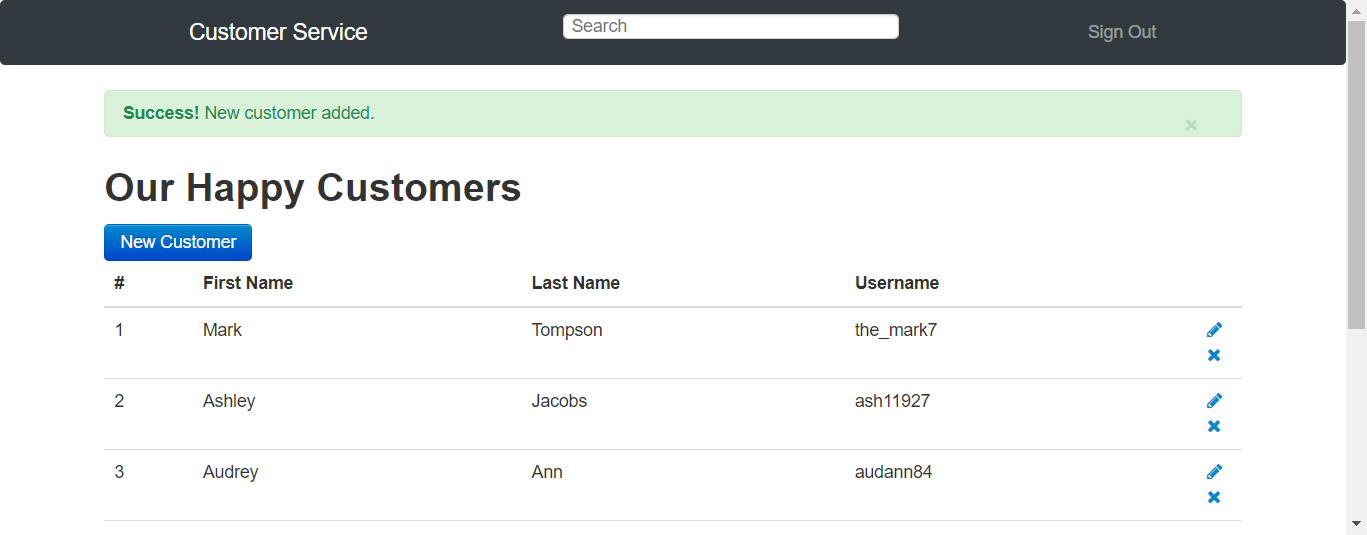 Customer Service Search Sign Out
Success! New customer added.
Our Happy Customers
New Customer
# First Name Last Name Username
1 Mark Tompson the_mark7
2 Ashley Jacobs ash11927
3 Audrey Ann audann84